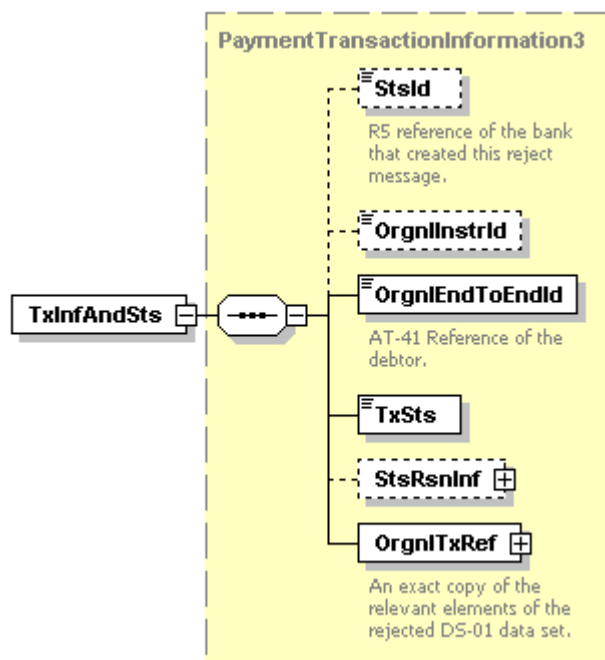 PaymentTransactionInformation3
StsId
R5 reference of the bank
that created this reject
message.
OrgnlInstrId
TxInfAndSts
OrgnlEndToEndId
AT-41 Reference of the
debtor.
TxSts
StsRsnInf
OrgnlTxRef
An exact copy of the
relevant elements of the
rejected DS-01 data set.